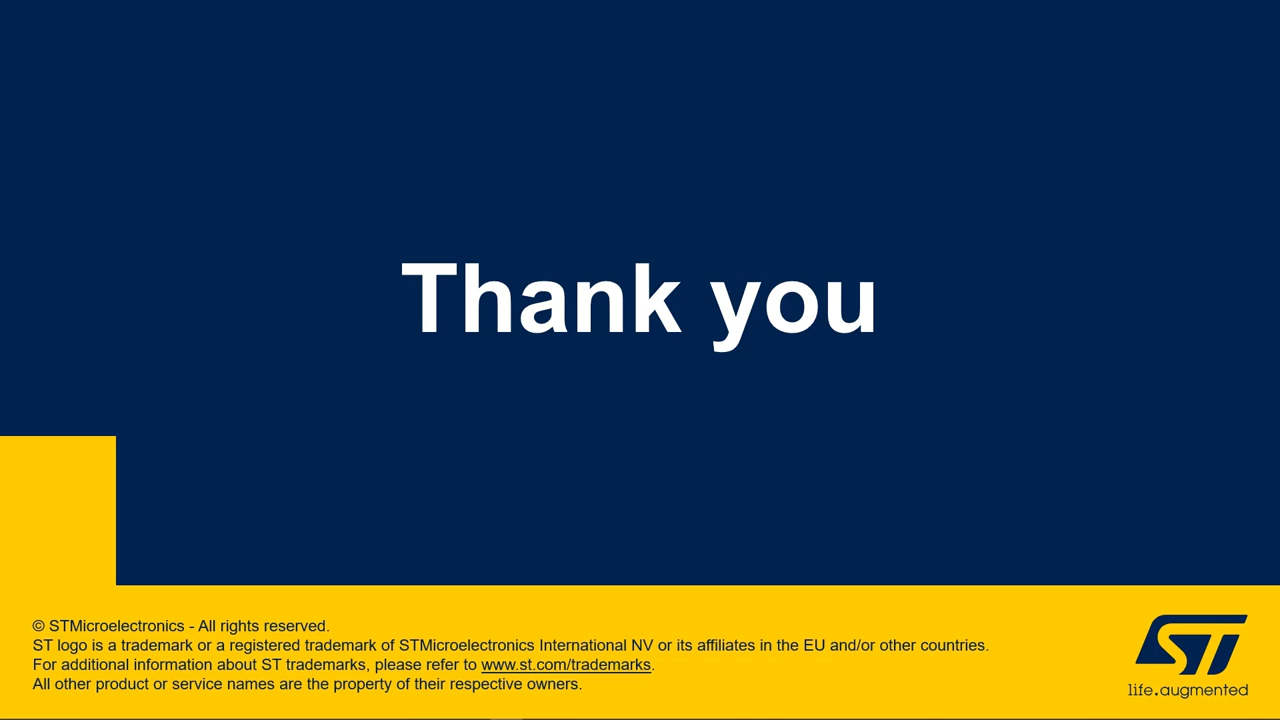 Thank you
© STMicroelectronics - All rights reserved.
ST logo is a trademark or a registered trademark of STMicroelectronics International NV or its affiliates in the EU and/or other countries.
For additional information about ST trademarks, please refer to www.st.com/trademarks.
All other product or service names are the property of their respective owners.
ST
life.augmented